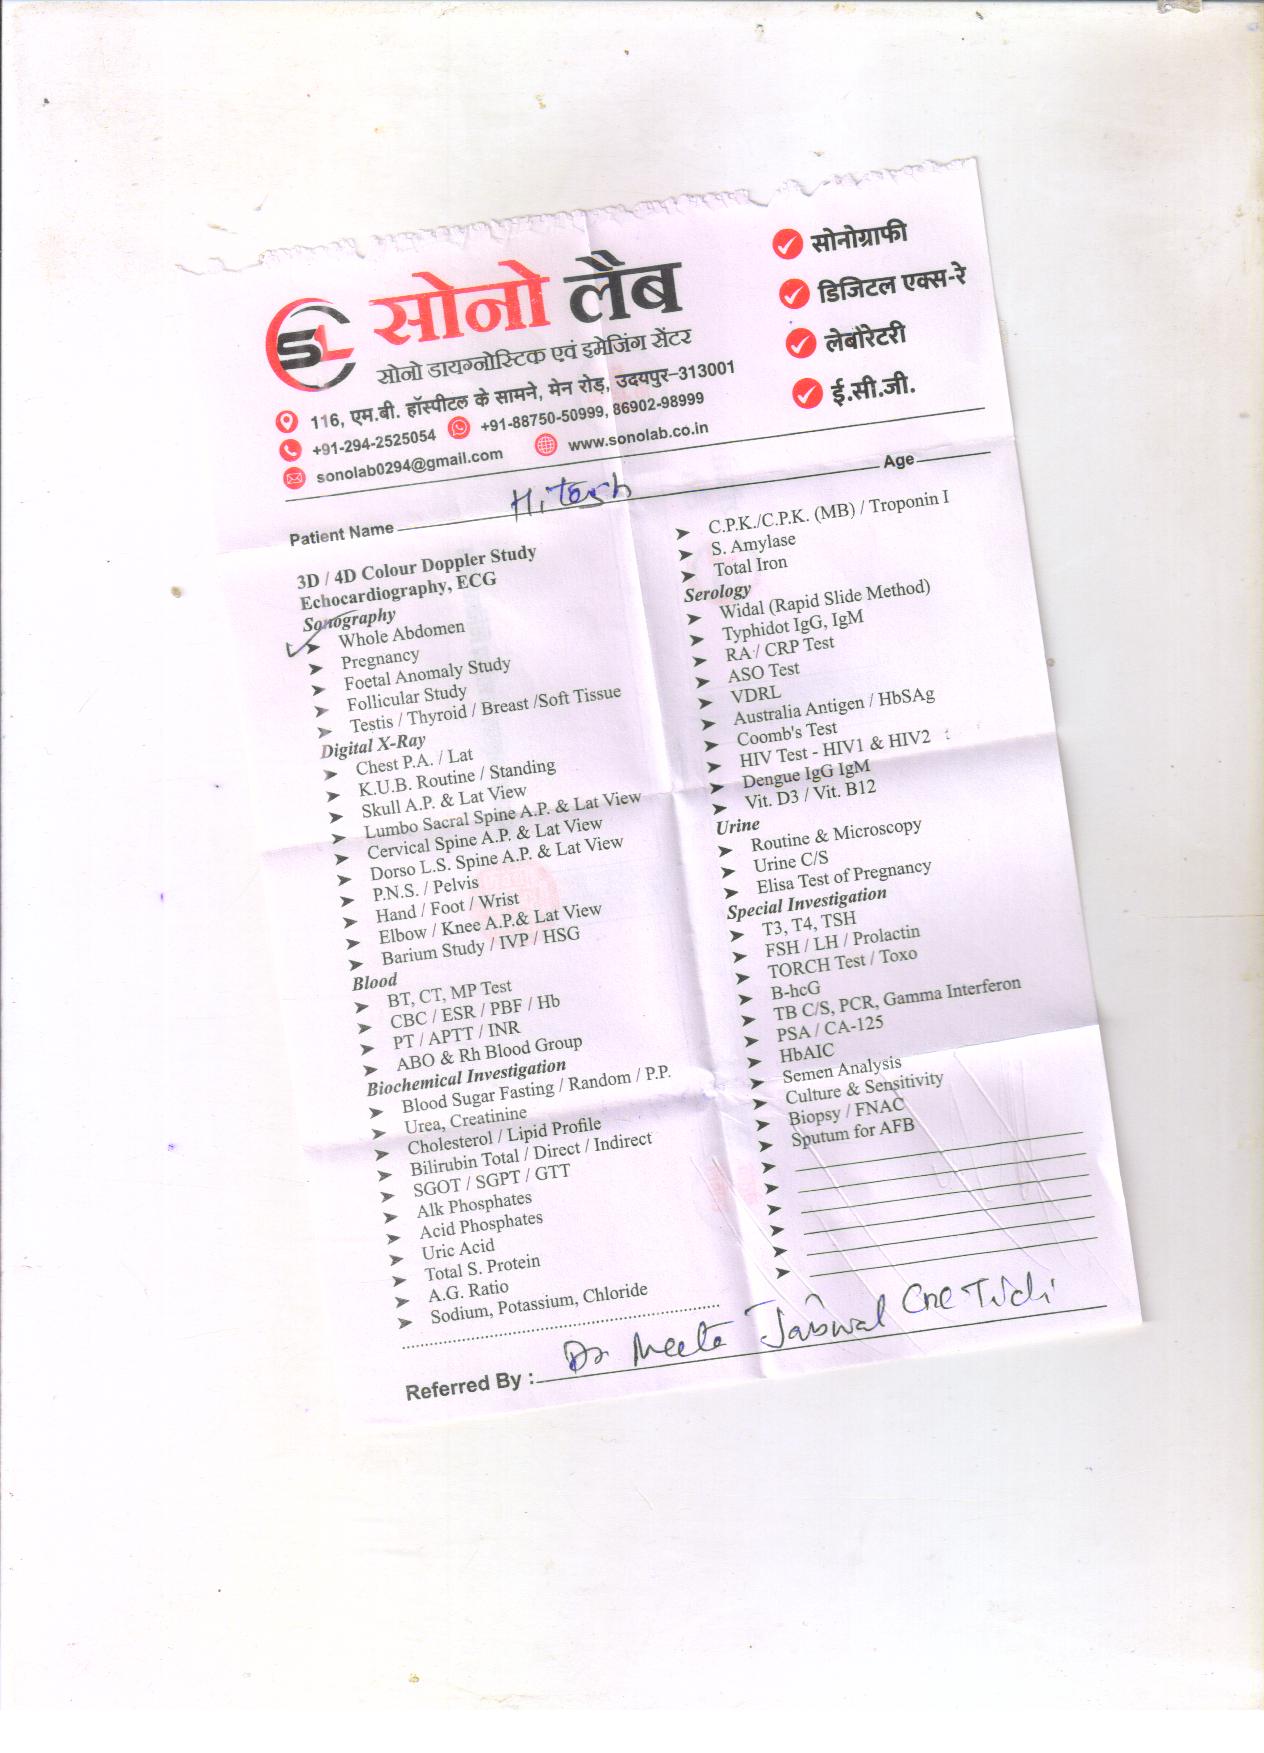 SL सोनो लैब
सोनो डायग्नोस्टिक एवं इमेजिंग सेंटर
116, एम.बी. हॉस्पीटल के सामने, मेन रोड़, उदयपुर–313001
+91-294-2525054 +91-88750-50999, 86902-98999
sonolab0294@gmail.com www.sonolab.co.in
सोनोग्राफी
डिजिटल एक्स-रे
लेबोरेटरी
ई.सी.जी.
Patient Name Hitesh Age
3D / 4D Colour Doppler Study
Echocardiography, ECG
Sonography
Whole Abdomen
Pregnancy
Foetal Anomaly Study
Follicular Study
Testis / Thyroid / Breast /Soft Tissue
Digital X-Ray
Chest P.A. / Lat
K.U.B. Routine / Standing
Skull A.P. & Lat View
Lumbo Sacral Spine A.P. & Lat View
Cervical Spine A.P. & Lat View
Dorso L.S. Spine A.P. & Lat View
P.N.S. / Pelvis
Hand / Foot / Wrist
Elbow / Knee A.P.& Lat View
Barium Study / IVP / HSG
Blood
BT, CT, MP Test
CBC / ESR / PBF / Hb
PT / APTT / INR
ABO & Rh Blood Group
Biochemical Investigation
Blood Sugar Fasting / Random / P.P.
Urea, Creatinine
Cholesterol / Lipid Profile
Bilirubin Total / Direct / Indirect
SGOT / SGPT / GTT
Alk Phosphates
Acid Phosphates
Uric Acid
Total S. Protein
A.G. Ratio
Sodium, Potassium, Chloride
C.P.K./C.P.K. (MB) / Troponin I
S. Amylase
Total Iron
Serology
Widal (Rapid Slide Method)
Typhidot IgG, IgM
RA / CRP Test
ASO Test
VDRL
Australia Antigen / HbSAg
Coomb's Test
HIV Test - HIV1 & HIV2
Dengue IgG IgM
Vit. D3 / Vit. B12
Urine
Routine & Microscopy
Urine C/S
Elisa Test of Pregnancy
Special Investigation
T3, T4, TSH
FSH / LH / Prolactin
TORCH Test / Toxo
B-hcG
TB C/S, PCR, Gamma Interferon
PSA / CA-125
HbAIC
Semen Analysis
Culture & Sensitivity
Biopsy / FNAC
Sputum for AFB
Referred By : Dr Meeta Jaiswal